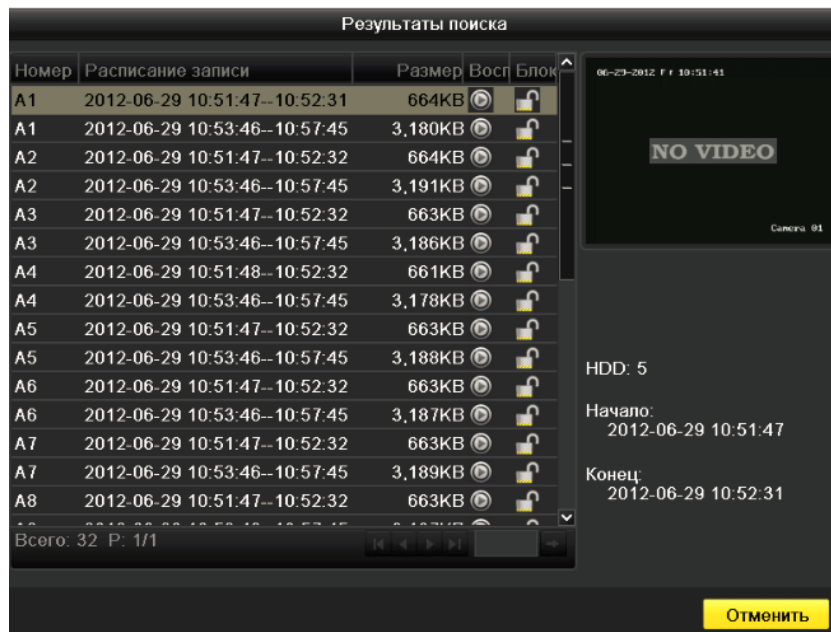 Результаты поиска
Номер Расписание записи Размер Восп Блок
A1 2012-06-29 10:51:47--10:52:31 664KB
A1 2012-06-29 10:53:46--10:57:45 3,180KB
A2 2012-06-29 10:51:47--10:52:32 664KB
A2 2012-06-29 10:53:46--10:57:45 3,191KB
A3 2012-06-29 10:51:47--10:52:32 663KB
A3 2012-06-29 10:53:46--10:57:45 3,186KB
A4 2012-06-29 10:51:48--10:52:32 661KB
A4 2012-06-29 10:53:46--10:57:45 3,178KB
A5 2012-06-29 10:51:47--10:52:32 663KB
A5 2012-06-29 10:53:46--10:57:45 3,188KB
A6 2012-06-29 10:51:47--10:52:32 663KB
A6 2012-06-29 10:53:46--10:57:45 3,187KB
A7 2012-06-29 10:51:47--10:52:32 663KB
A7 2012-06-29 10:53:46--10:57:45 3,189KB
A8 2012-06-29 10:51:47--10:52:32 663KB
Всего: 32 P: 1/1
06-29-2012 Fr 10:51:41
NO VIDEO
Camera 01
HDD: 5
Начало:
2012-06-29 10:51:47
Конец:
2012-06-29 10:52:31
Отменить